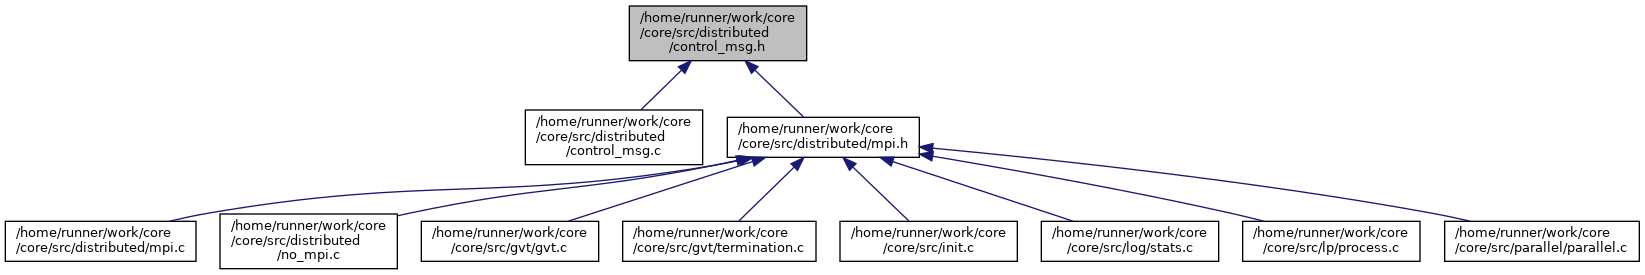 /home/runner/work/core
/core/src/distributed
/control_msg.h
/home/runner/work/core
/core/src/distributed
/control_msg.c
/home/runner/work/core
/core/src/distributed/mpi.h
/home/runner/work/core
/core/src/distributed/mpi.c
/home/runner/work/core
/core/src/distributed
/no_mpi.c
/home/runner/work/core
/core/src/gvt/gvt.c
/home/runner/work/core
/core/src/gvt/termination.c
/home/runner/work/core
/core/src/init.c
/home/runner/work/core
/core/src/log/stats.c
/home/runner/work/core
/core/src/lp/process.c
/home/runner/work/core
/core/src/parallel/parallel.c